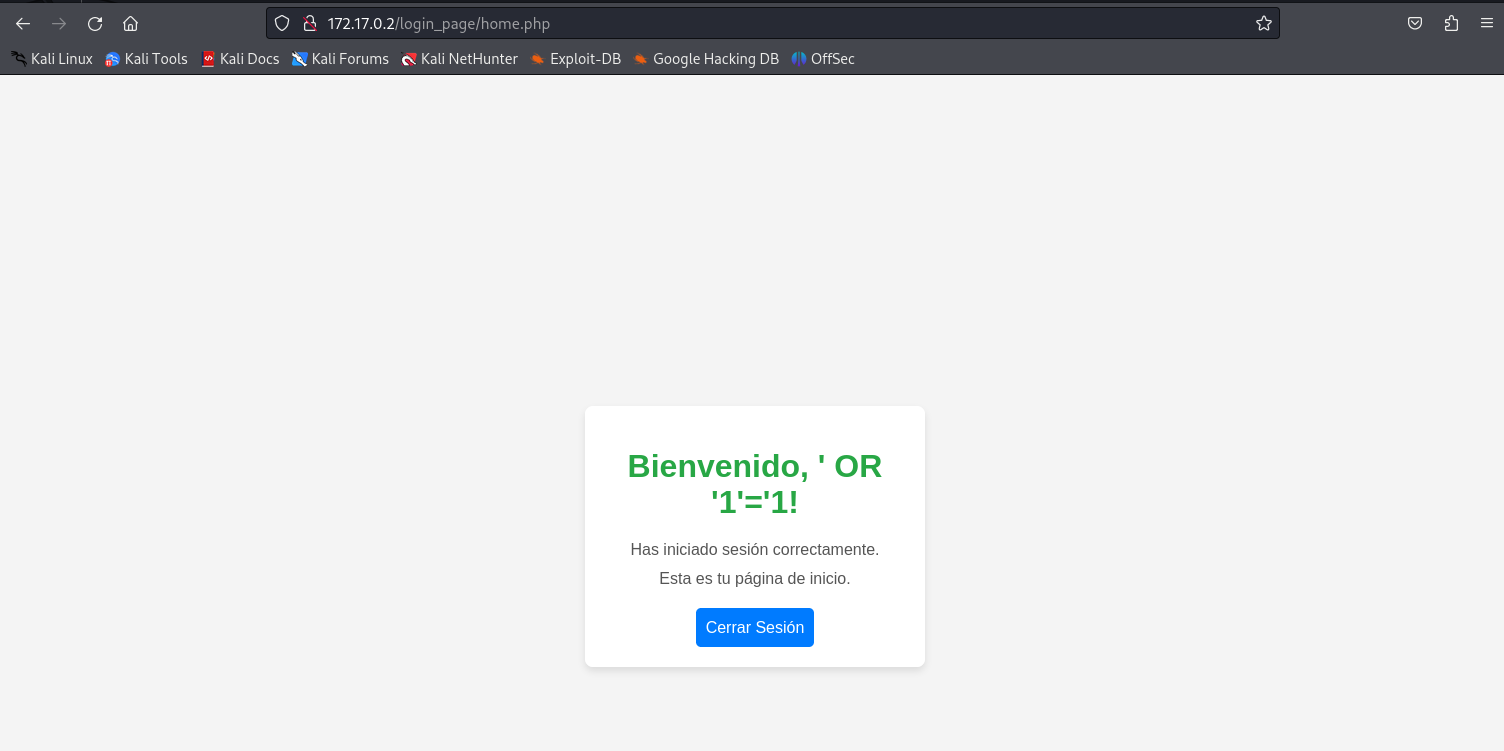 172.17.0.2/login_page/home.php
Kali Linux Kali Tools Kali Docs Kali Forums Kali NetHunter Exploit-DB Google Hacking DB OffSec
Bienvenido, ' OR
'1'='1!
Has iniciado sesión correctamente.
Esta es tu página de inicio.
Cerrar Sesión